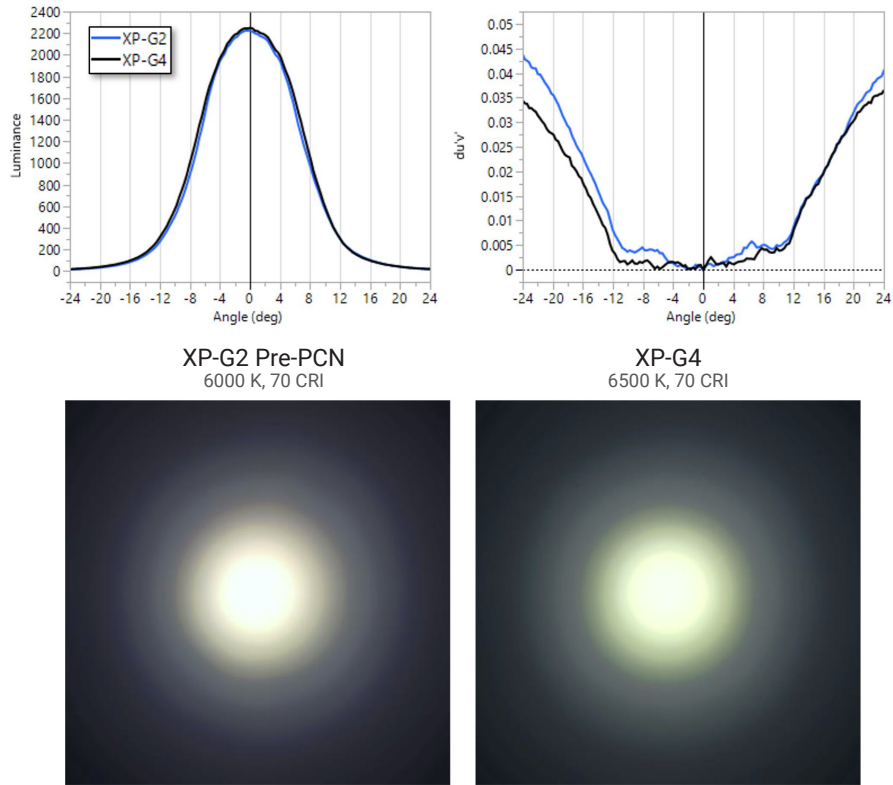 2400
2200
2000
1800
1600
1400
1200
1000
800
600
400
200
0
Luminance
XP-G2
XP-G4
-24 -20 -16 -12 -8 -4 0 4 8 12 16 20 24
Angle (deg)
0.05
0.045
0.04
0.035
0.03
0.025
0.02
0.015
0.01
0.005
0
du'v'
-24 -20 -16 -12 -8 -4 0 4 8 12 16 20 24
Angle (deg)
XP-G2 Pre-PCN
6000 K, 70 CRI
XP-G4
6500 K, 70 CRI